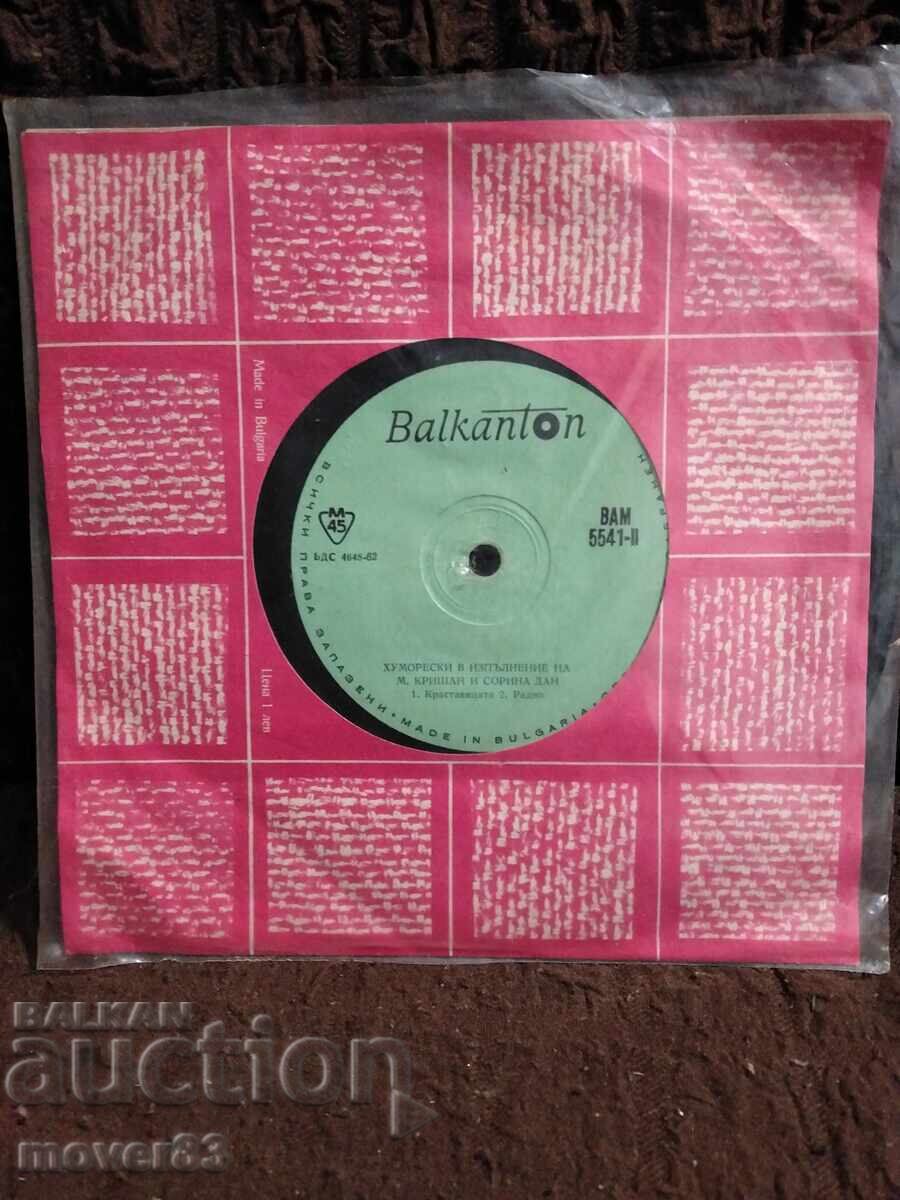 Made in Bulgaria
Цена 1 лев
Balkanton
M
45
БДС 4648-62
ВАМ
5541-II
ХУМОРЕСКИ В ИЗПЪЛНЕНИЕ НА
М. КРИШАН И СОРИНА ДАН
1. Краставицата 2. Радио
ВСИЧКИ ПРАВА ЗАПАЗЕНИ • MADE IN BULGARIA •
BALKAN
auction
mover83